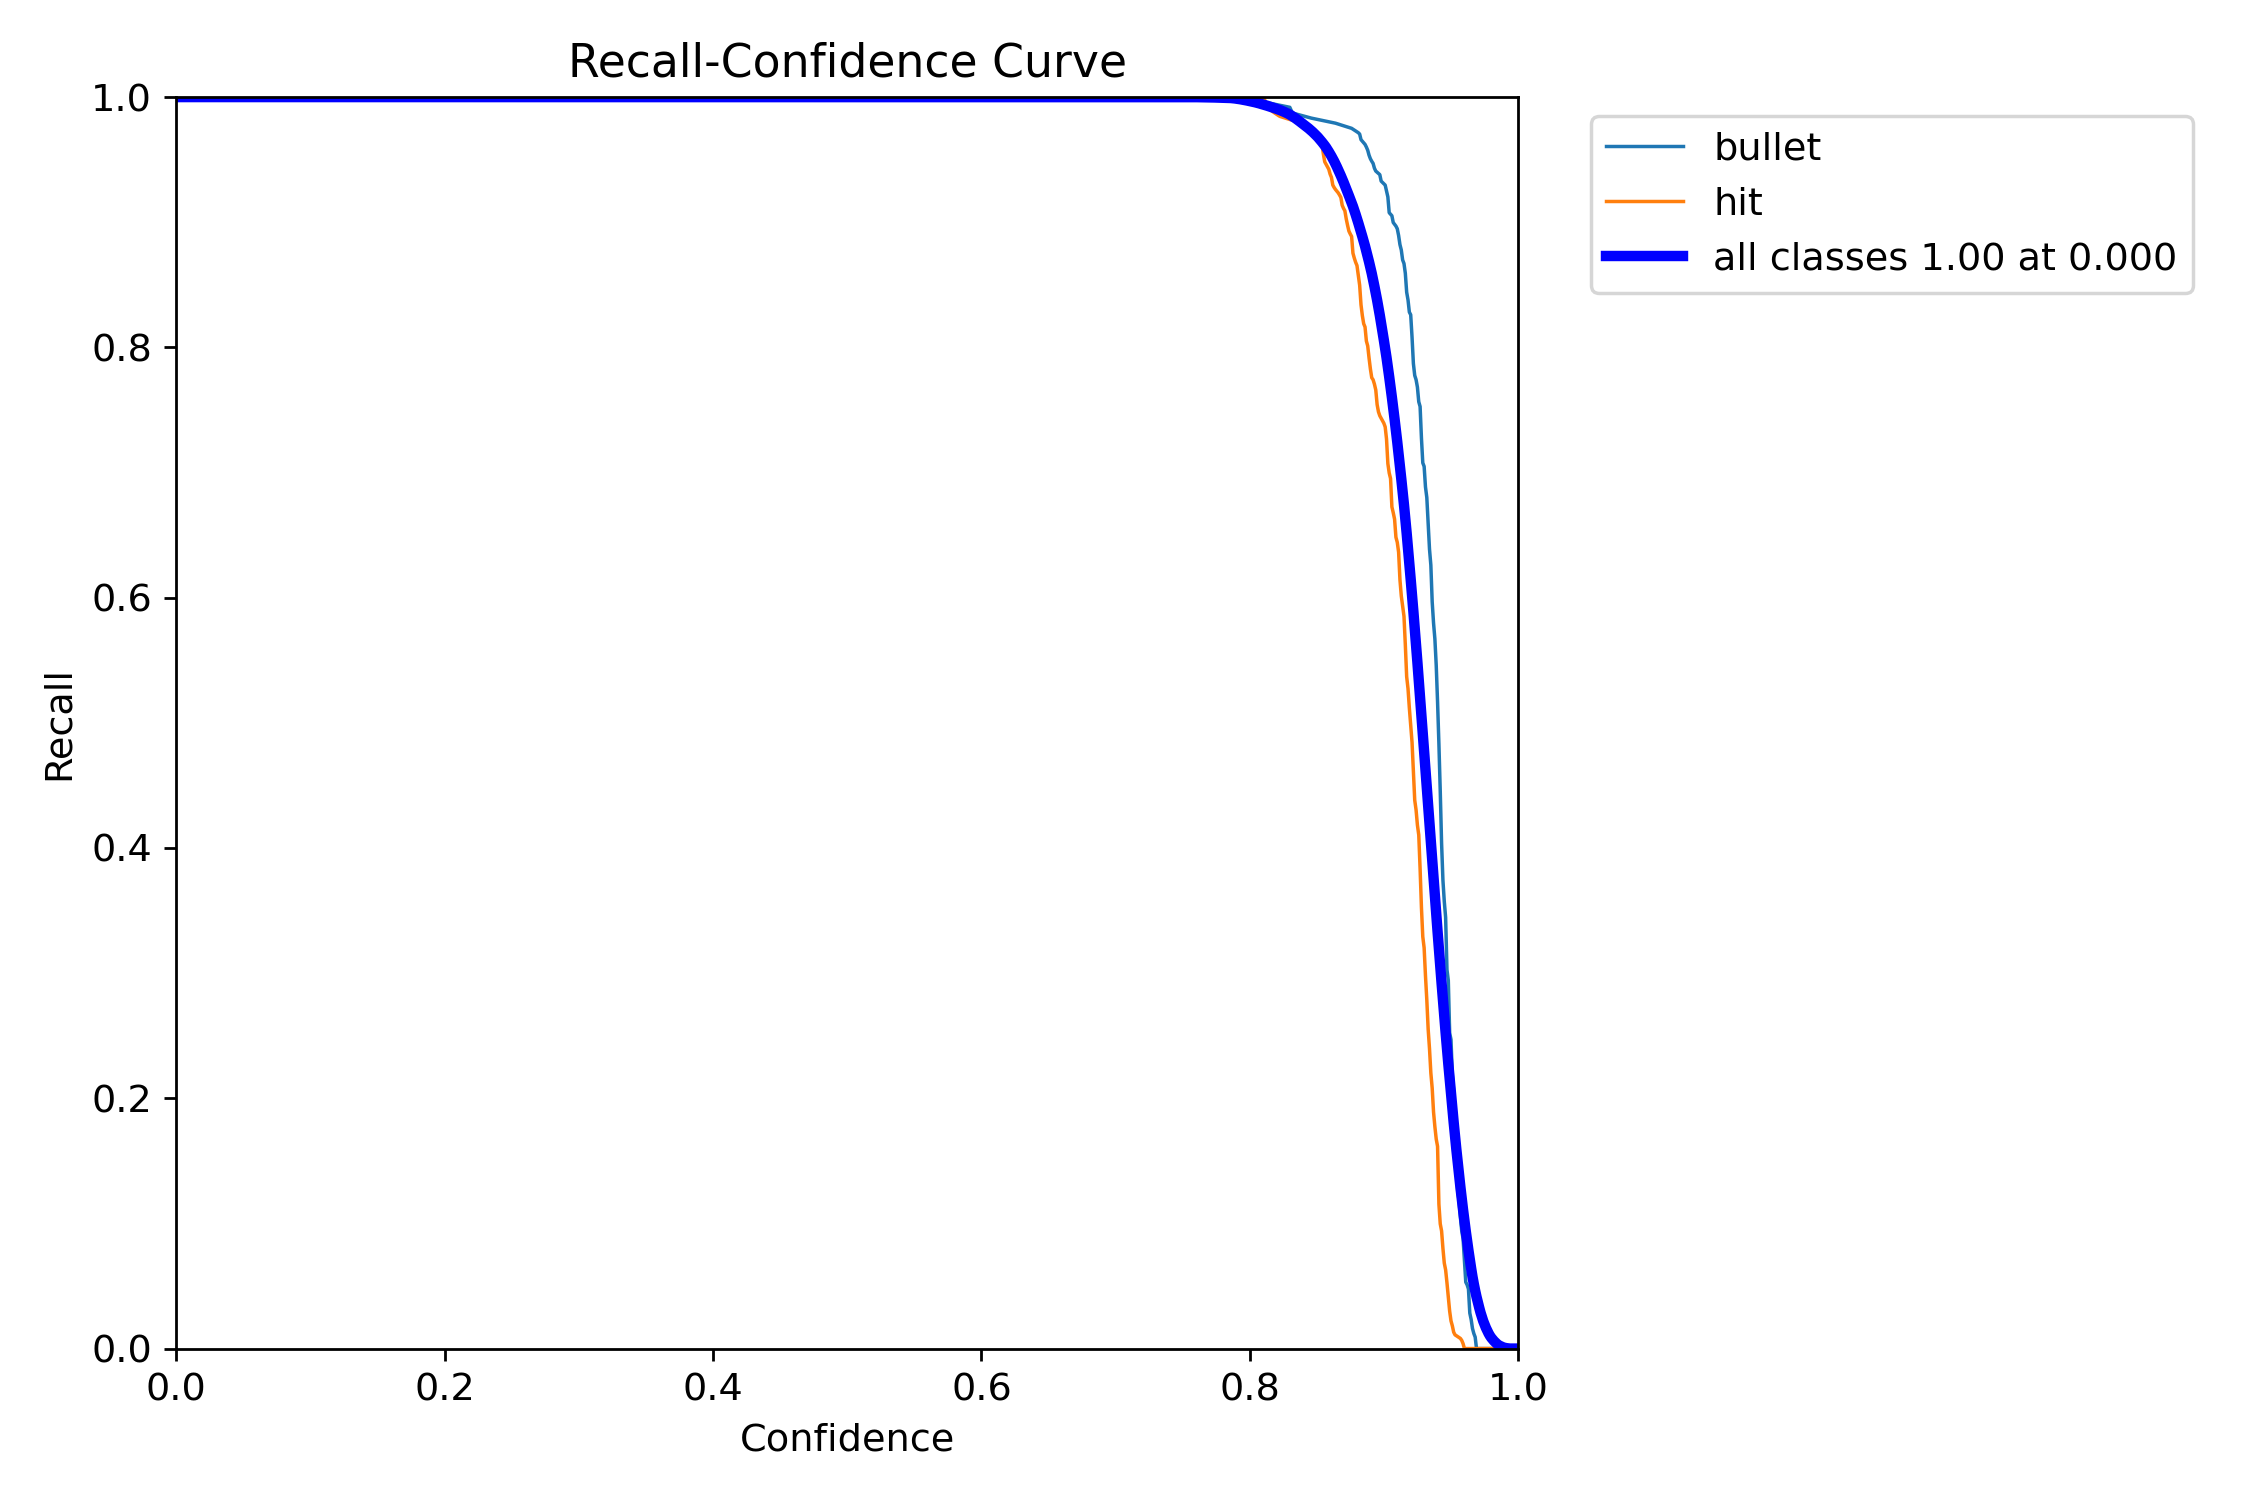 Recall-Confidence Curve
1.0
0.8
0.6
0.4
0.2
0.0
Recall
0.0 0.2 0.4 0.6 0.8 1.0
Confidence
bullet
hit
all classes 1.00 at 0.000